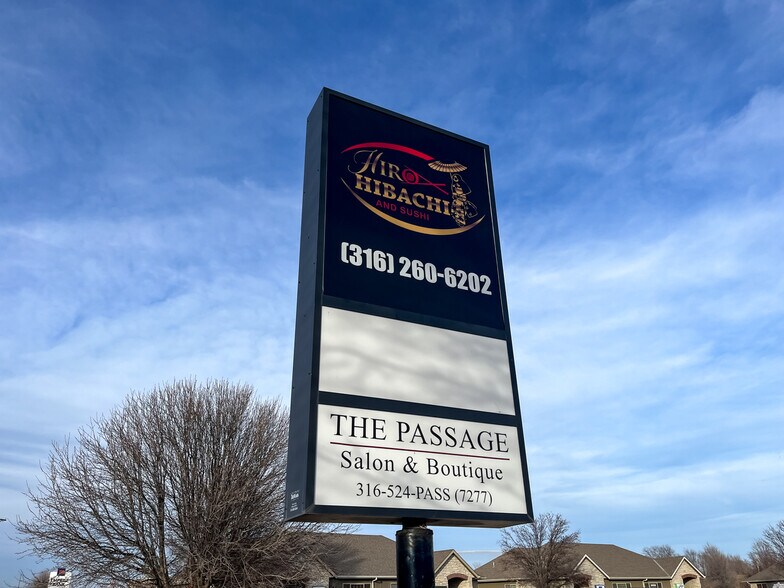 HIRO
HIBACHI
AND SUSHI
(316) 260-6202
THE PASSAGE
Salon & Boutique
316-524-PASS (7277)